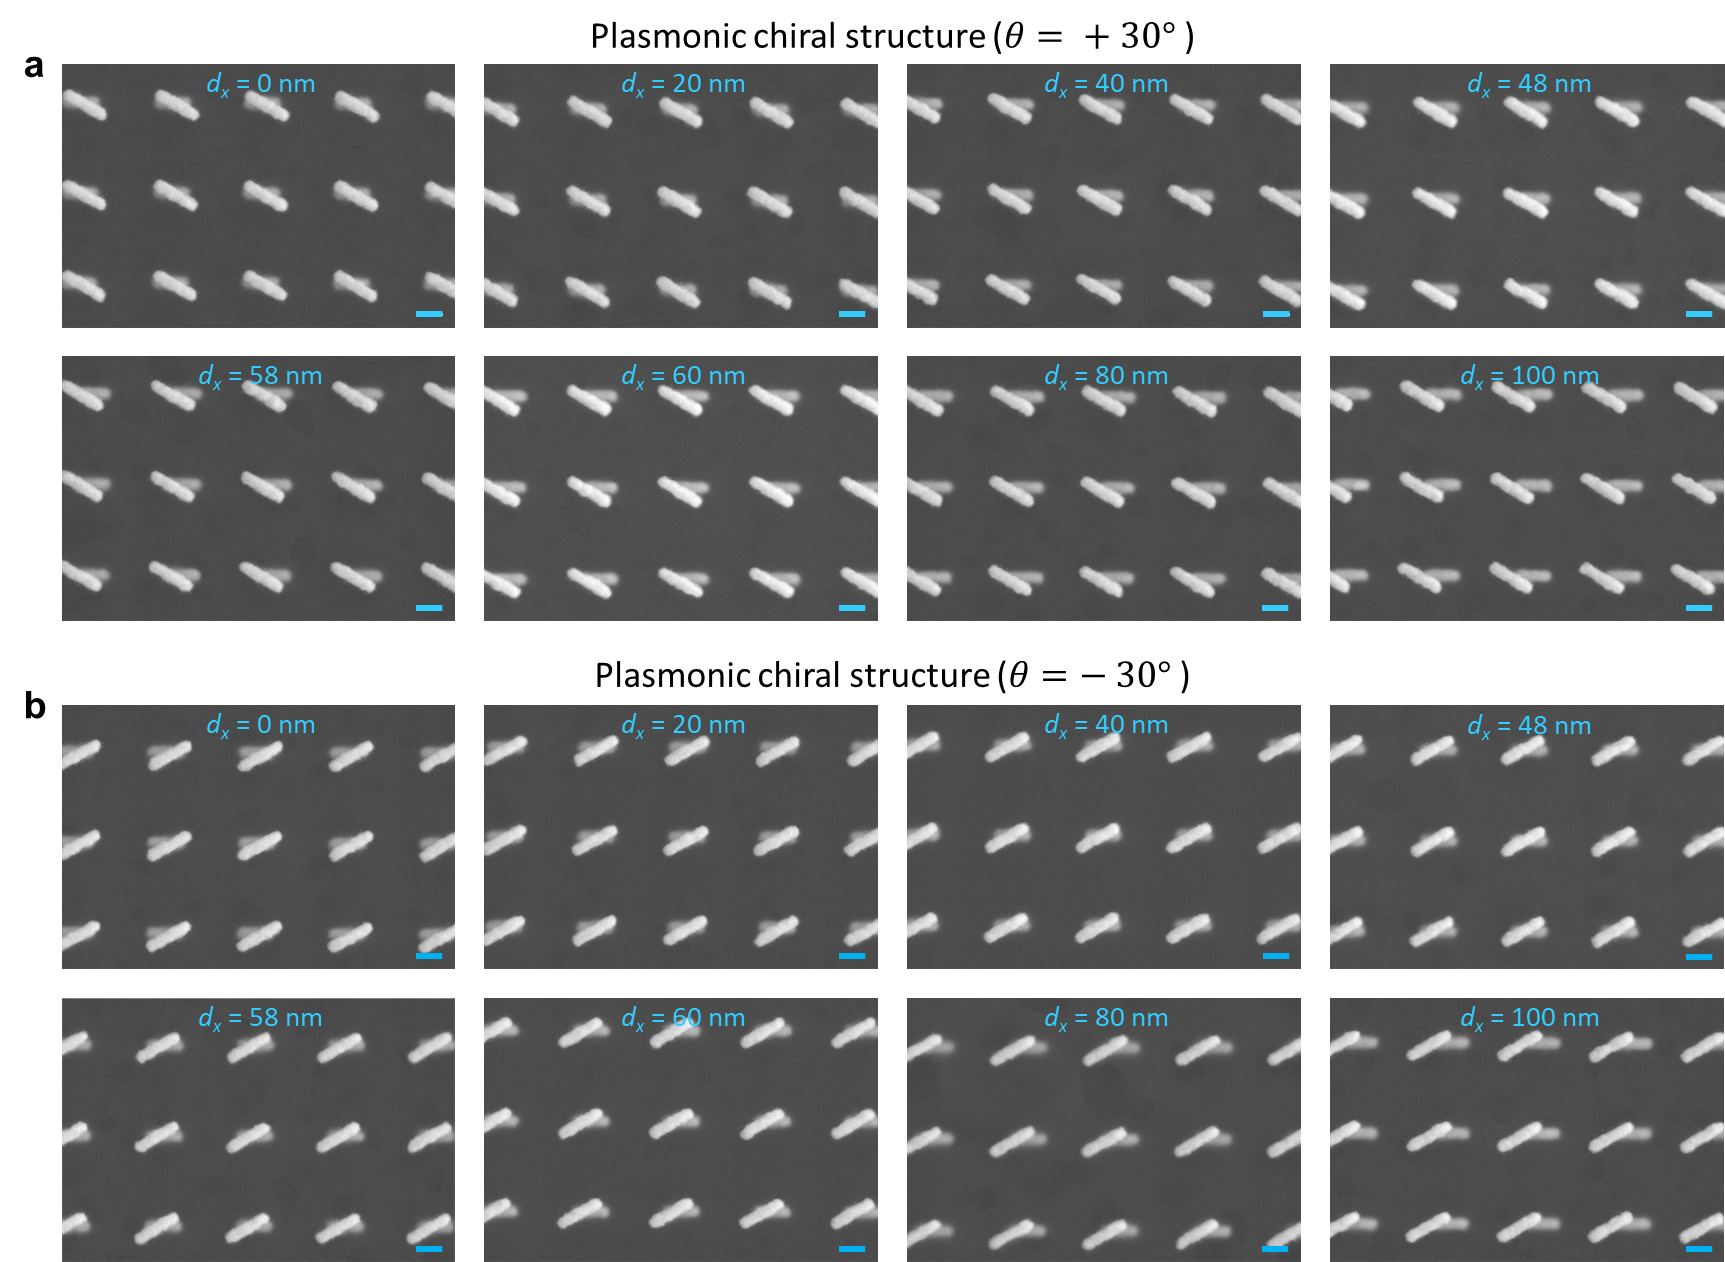 Plasmonic chiral structure (θ = + 30° )
a
dₓ = 0 nm
dₓ = 20 nm
dₓ = 40 nm
dₓ = 48 nm
dₓ = 58 nm
dₓ = 60 nm
dₓ = 80 nm
dₓ = 100 nm
Plasmonic chiral structure (θ = − 30° )
b
dₓ = 0 nm
dₓ = 20 nm
dₓ = 40 nm
dₓ = 48 nm
dₓ = 58 nm
dₓ = 60 nm
dₓ = 80 nm
dₓ = 100 nm